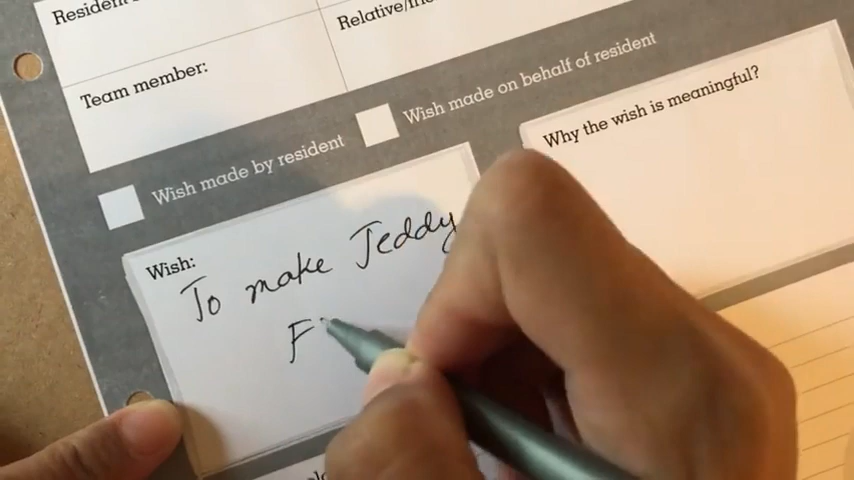 Resident
Relative/
Team member:
Wish made by resident
Wish made on behalf of resident
Wish:
To make Teddy
F
Why the wish is meaningful?